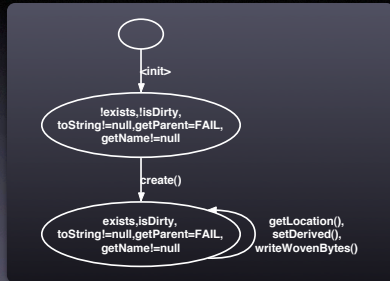 <init>
!exists,!isDirty,
toString!=null,getParent=FAIL,
getName!=null
create()
exists,isDirty,
toString!=null,getParent=FAIL,
getName!=null
getLocation(),
setDerived(),
writeWovenBytes()